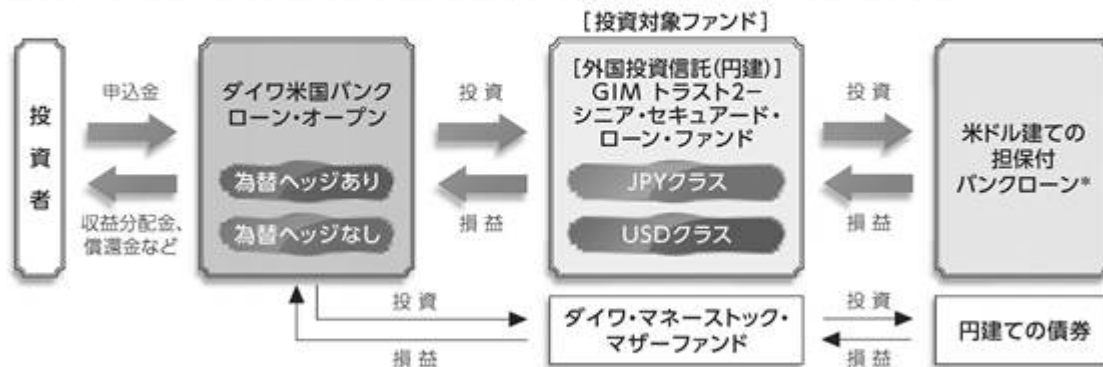 [投資対象ファンド]
投資者
申込金
収益分配金、
償還金など
ダイワ米国バンク
ローン・オープン
為替ヘッジあり
為替ヘッジなし
投資
損益
[外国投資信託(円建)]
GIM トラスト2－
シニア・セキュアード・
ローン・ファンド
JPYクラス
USDクラス
投資
損益
米ドル建ての
担保付
バンクローン*
投資
損益
ダイワ・マネーストック・
マザーファンド
投資
損益
円建ての債券